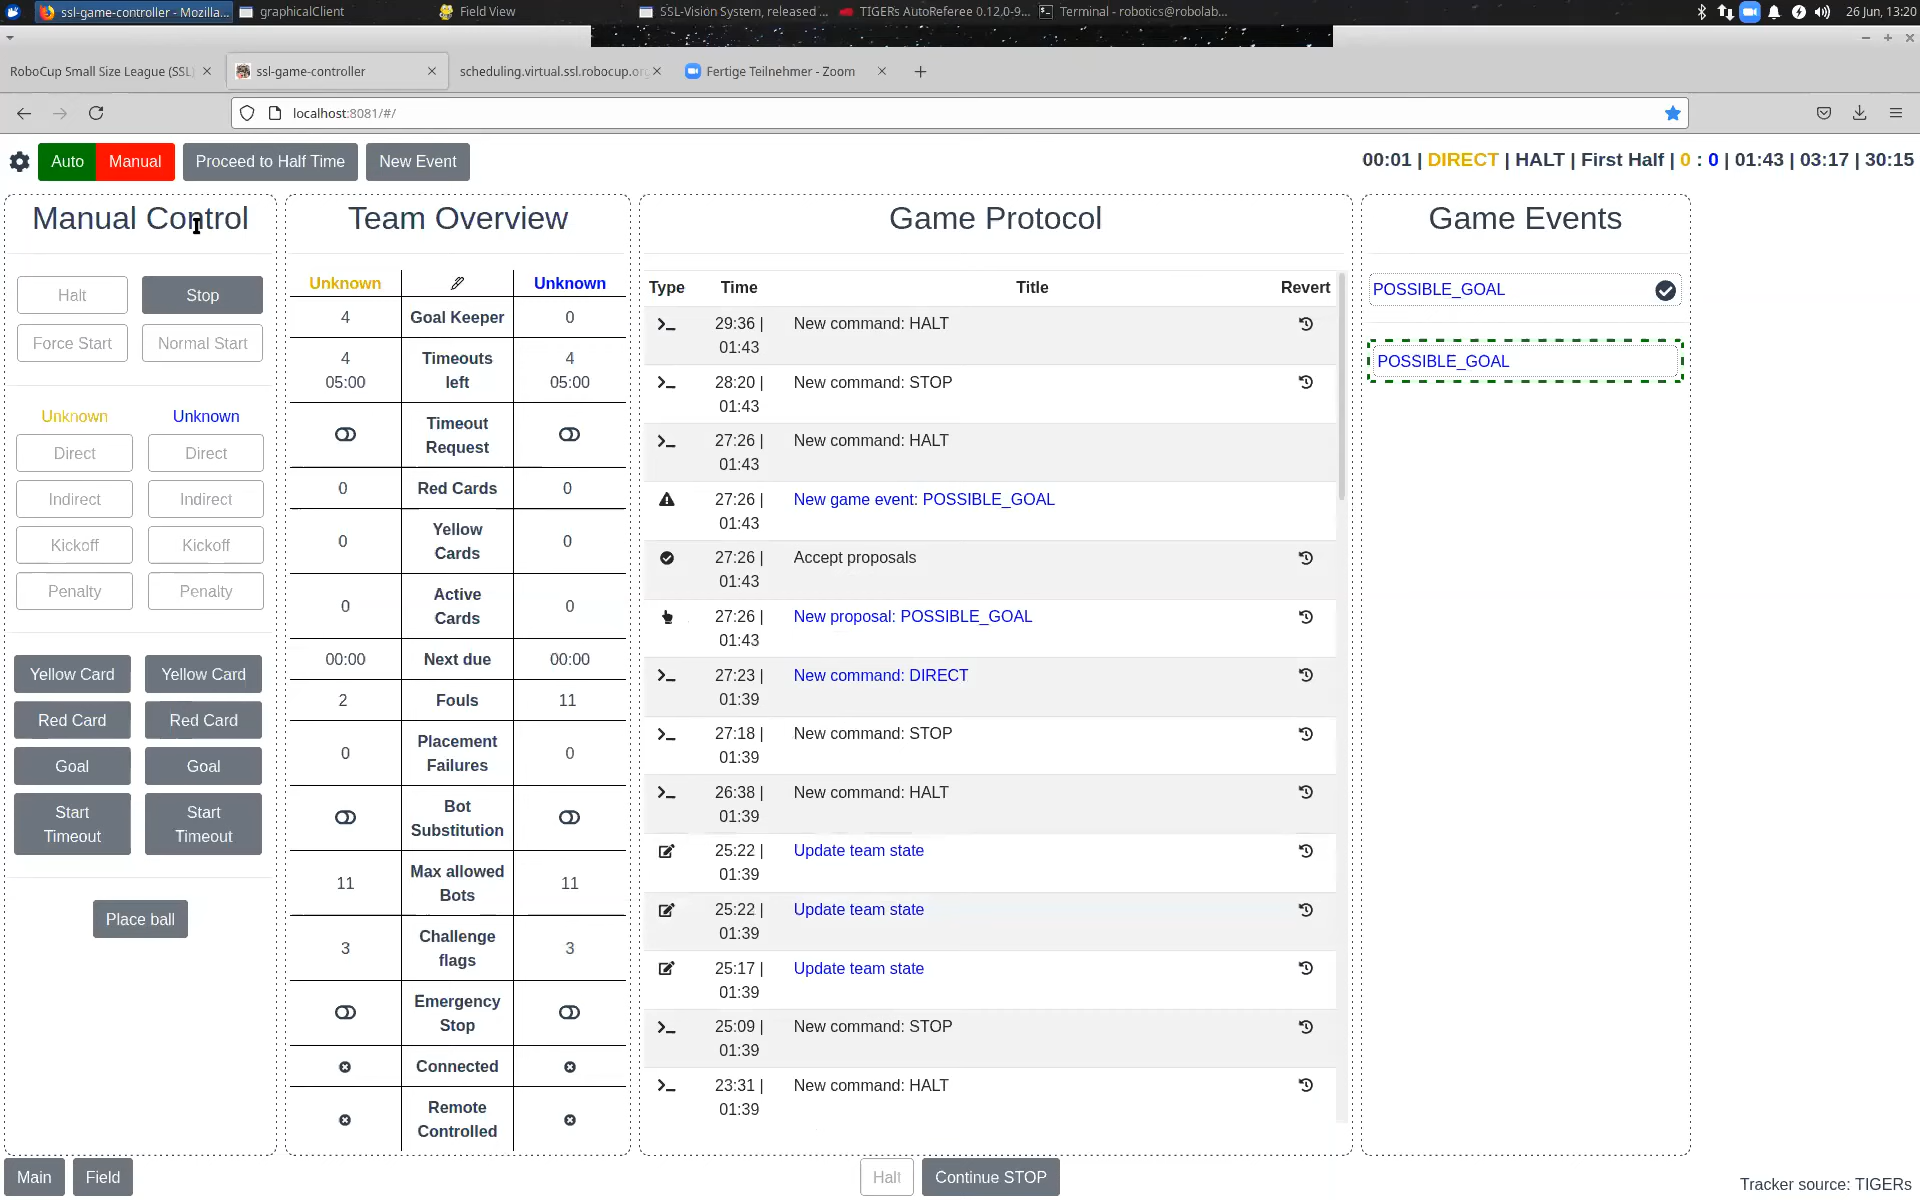 ssl-game-controller - Mozilla... graphicalClient Field View SSL-Vision System, released ... TIGERs AutoReferee 0.12.0-9... Terminal - robotics@robolab... 26 Jun, 13:20
RoboCup Small Size League (SSL) ssl-game-controller scheduling.virtual.ssl.robocup.org Fertige Teilnehmer - Zoom
localhost:8081/#/
Auto Manual Proceed to Half Time New Event 00:01 | DIRECT | HALT | First Half | 0 : 0 | 01:43 | 03:17 | 30:15
Manual Control
Halt Stop
Force Start Normal Start
Unknown Unknown
Direct Direct
Indirect Indirect
Kickoff Kickoff
Penalty Penalty
Yellow Card Yellow Card
Red Card Red Card
Goal Goal
Start Start
Timeout Timeout
Place ball
Team Overview
Unknown Unknown
4 Goal Keeper 0
4 Timeouts 4
05:00 left 05:00
Timeout
Request
0 Red Cards 0
0 Yellow 0
Cards
0 Active 0
Cards
00:00 Next due 00:00
2 Fouls 11
0 Placement 0
Failures
Bot
Substitution
11 Max allowed 11
Bots
3 Challenge 3
flags
Emergency
Stop
Connected
Remote
Controlled
Game Protocol
Type Time Title Revert
29:36 | New command: HALT
01:43
28:20 | New command: STOP
01:43
27:26 | New command: HALT
01:43
27:26 | New game event: POSSIBLE_GOAL
01:43
27:26 | Accept proposals
01:43
27:26 | New proposal: POSSIBLE_GOAL
01:43
27:23 | New command: DIRECT
01:39
27:18 | New command: STOP
01:39
26:38 | New command: HALT
01:39
25:22 | Update team state
01:39
25:22 | Update team state
01:39
25:17 | Update team state
01:39
25:09 | New command: STOP
01:39
23:31 | New command: HALT
01:39
Game Events
POSSIBLE_GOAL
POSSIBLE_GOAL
Main Field Halt Continue STOP
Tracker source: TIGERs